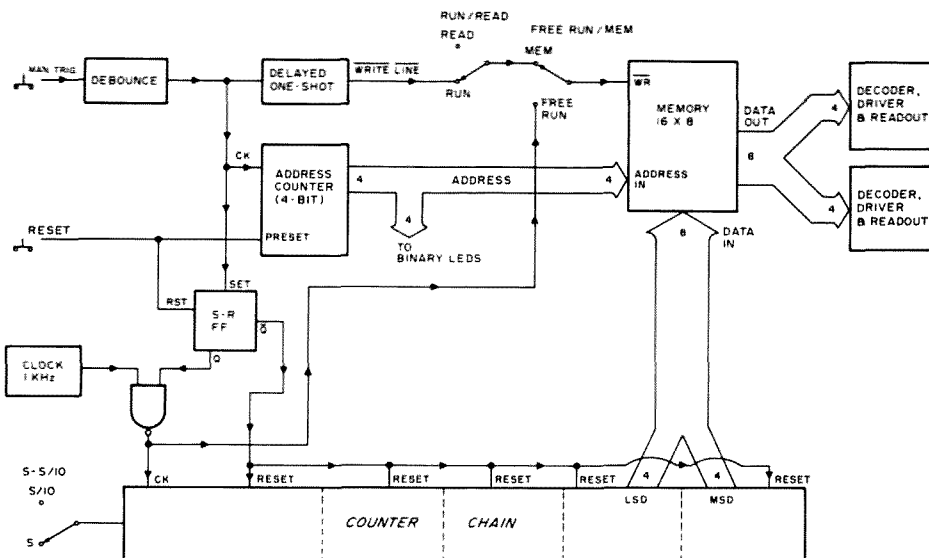 RUN/READ
READ
FREE RUN/MEM
MEM
MAN. TRIG.
DEBOUNCE
DELAYED
ONE-SHOT
WRITE LINE
RUN
FREE
RUN
WR
MEMORY
16 X 8
ADDRESS
IN
DATA
OUT
8
4
DECODER,
DRIVER
& READOUT
4
DECODER,
DRIVER
& READOUT
CK
ADDRESS
COUNTER
(4-BIT)
PRESET
4
ADDRESS
4
4
TO
BINARY LEDS
8
DATA
IN
RESET
SET
RST
S-R
FF
Q
Q
CLOCK
1 KHz
S-S/10
S/10
S
CK
RESET
RESET
RESET
RESET
4
4
RESET
LSD
MSD
COUNTER
CHAIN